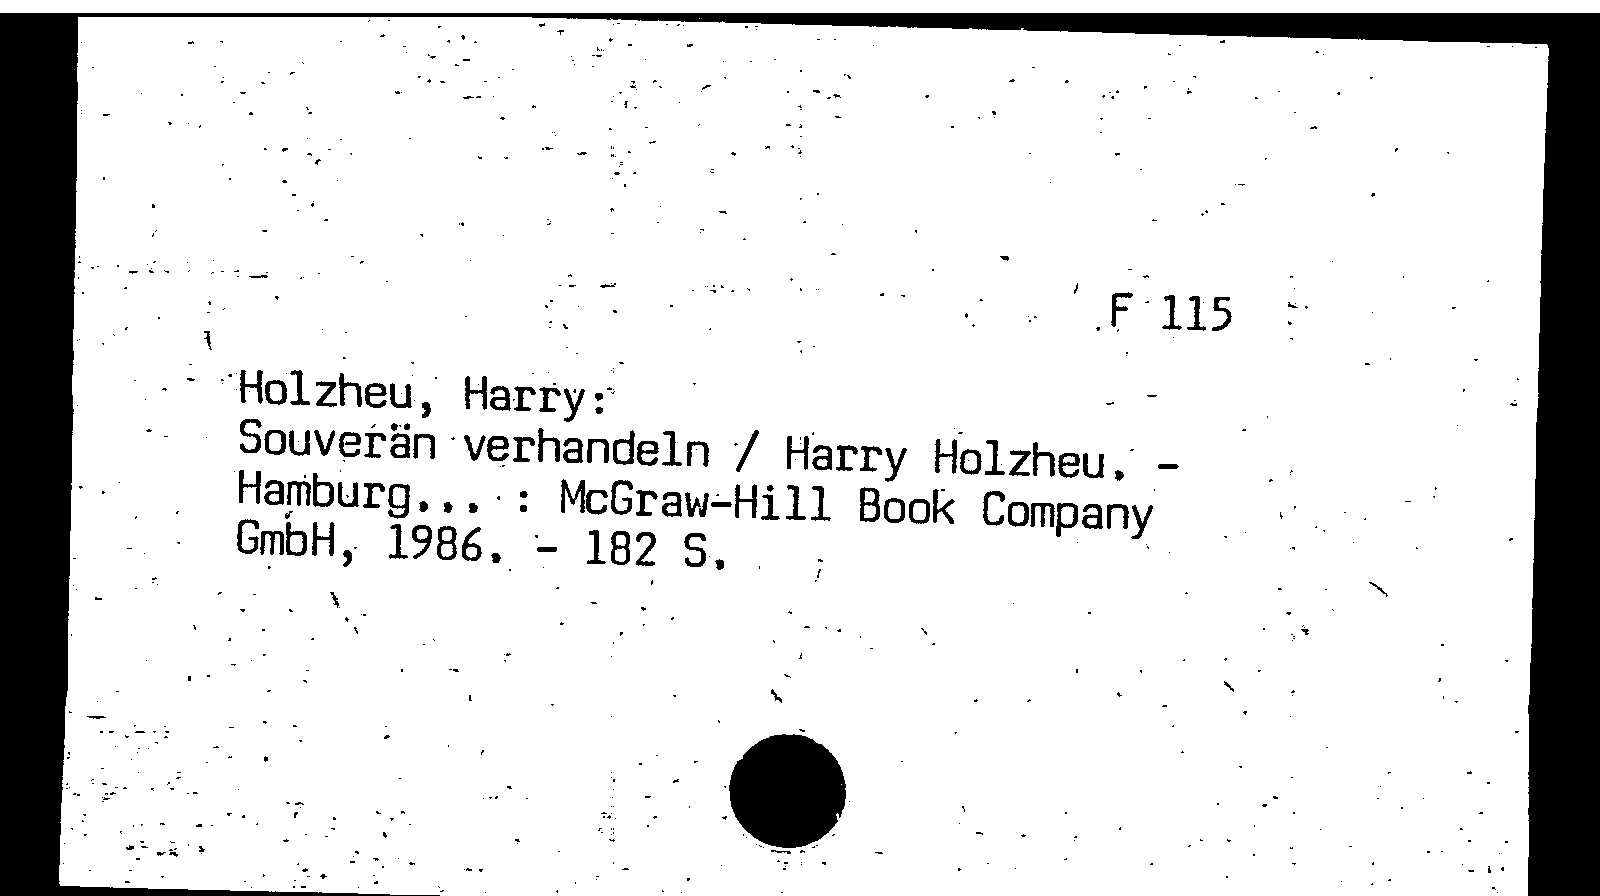 F 115
Holzheu, Harry:
Souverän verhandeln / Harry Holzheu. -
Hamburg... : McGraw-Hill Book Company
GmbH, 1986. - 182 S.